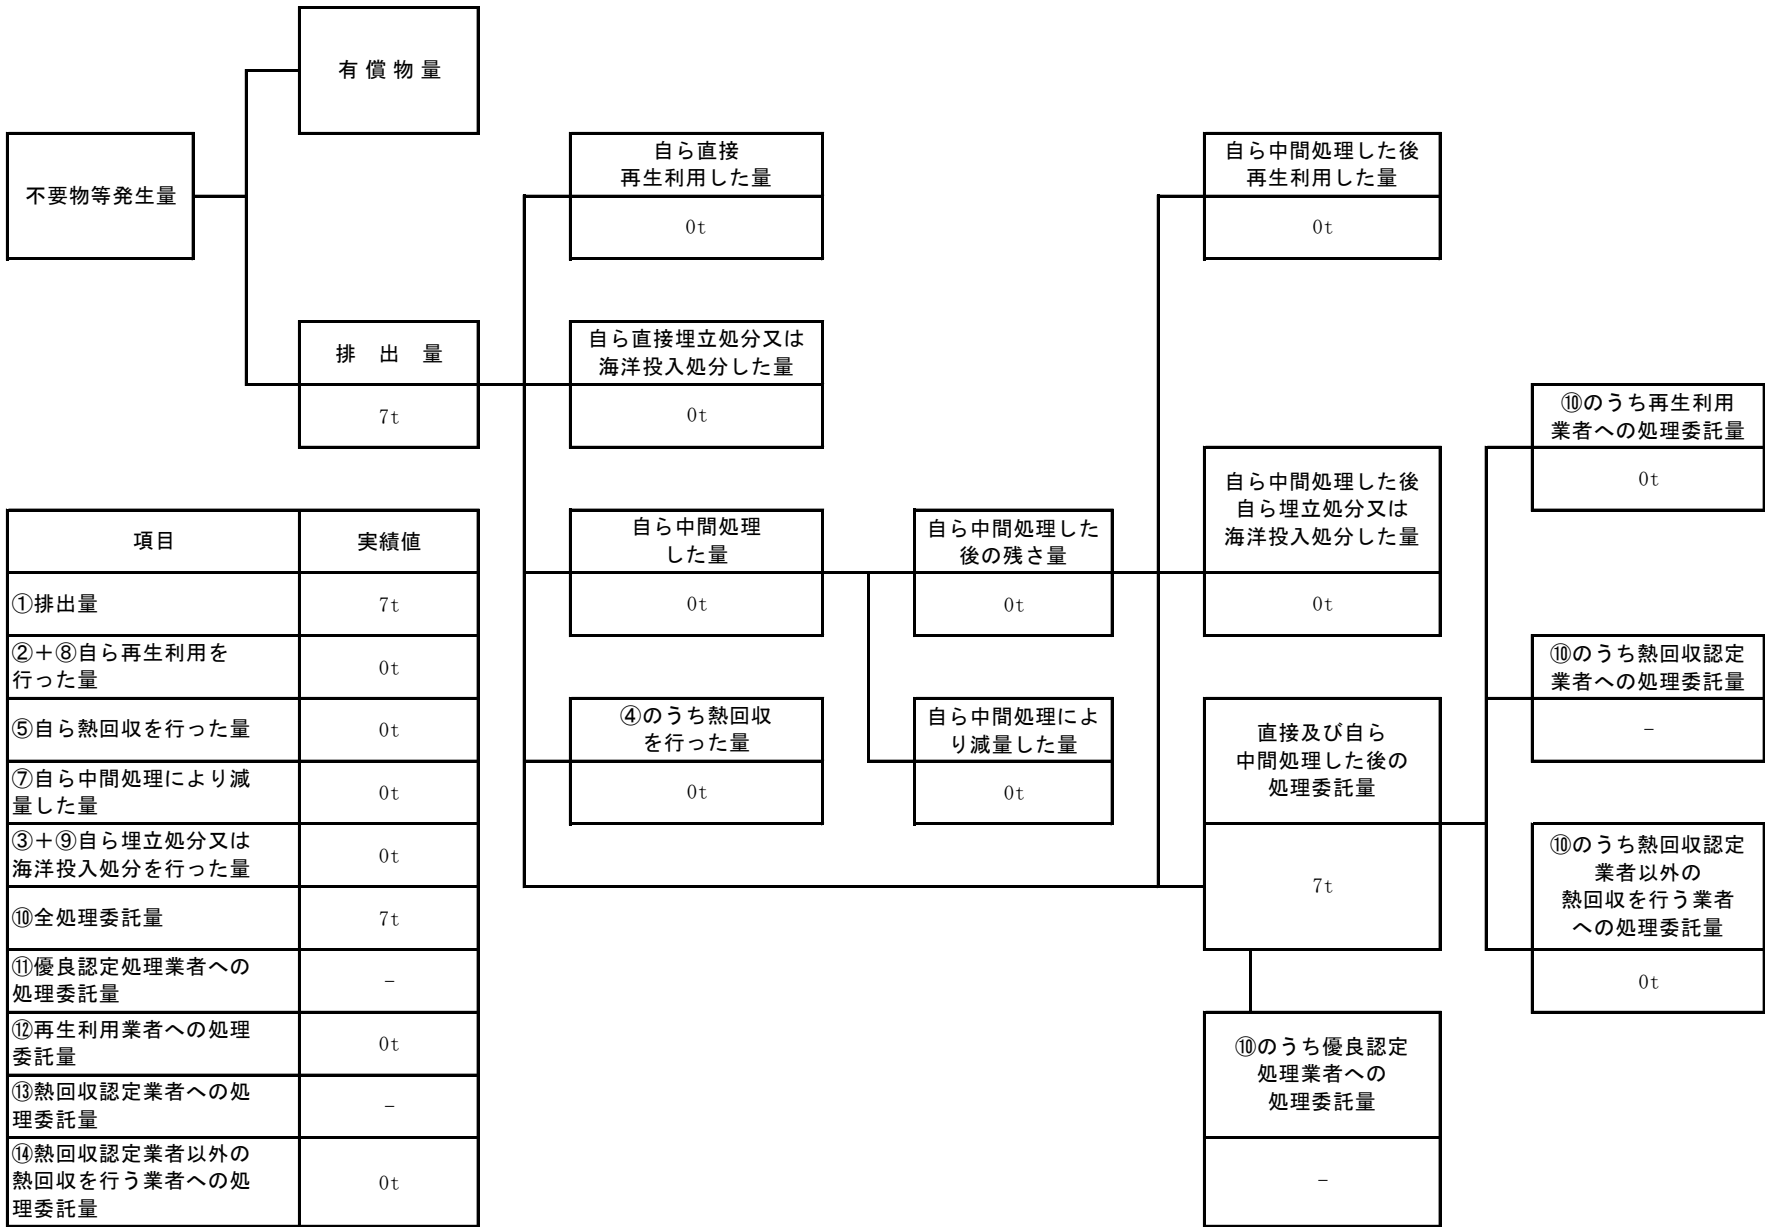 有償物量
不要物等発生量
自ら直接
再生利用した量
0t
自ら中間処理した後
再生利用した量
0t
排出量
7t
自ら直接埋立処分又は
海洋投入処分した量
0t
⑩のうち再生利用
業者への処理委託量
0t
自ら中間処理
した量
0t
自ら中間処理した
後の残さ量
0t
自ら中間処理した後
自ら埋立処分又は
海洋投入処分した量
0t
④のうち熱回収
を行った量
0t
自ら中間処理によ
り減量した量
0t
直接及び自ら
中間処理した後の
処理委託量
7t
⑩のうち熱回収認定
業者への処理委託量
－
⑩のうち熱回収認定
業者以外の
熱回収を行う業者
への処理委託量
0t
⑩のうち優良認定
処理業者への
処理委託量
－
項目
実績値
①排出量
7t
②＋⑧自ら再生利用を
行った量
0t
⑤自ら熱回収を行った量
0t
⑦自ら中間処理により減
量した量
0t
③＋⑨自ら埋立処分又は
海洋投入処分を行った量
0t
⑩全処理委託量
7t
⑪優良認定処理業者への
処理委託量
－
⑫再生利用業者への処理
委託量
0t
⑬熱回収認定業者への処
理委託量
－
⑭熱回収認定業者以外の
熱回収を行う業者への処
理委託量
0t